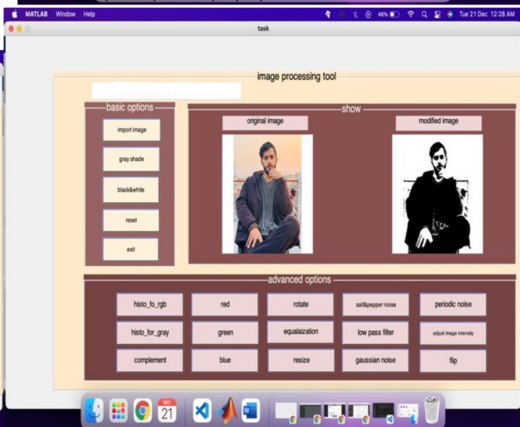 MATLAB Window Help 46% Tue 21 Dec 12:28 AM
task
image processing tool
basic options
show
import image
original image
modified image
gray shade
black&white
reset
exit
advanced options
histo_fo_rgb red rotate salt&pepper noise periodic noise
histo_for_gray green equalaization low pass filter adjust image intensity
complement blue resize gaussian noise flip
DEC
21